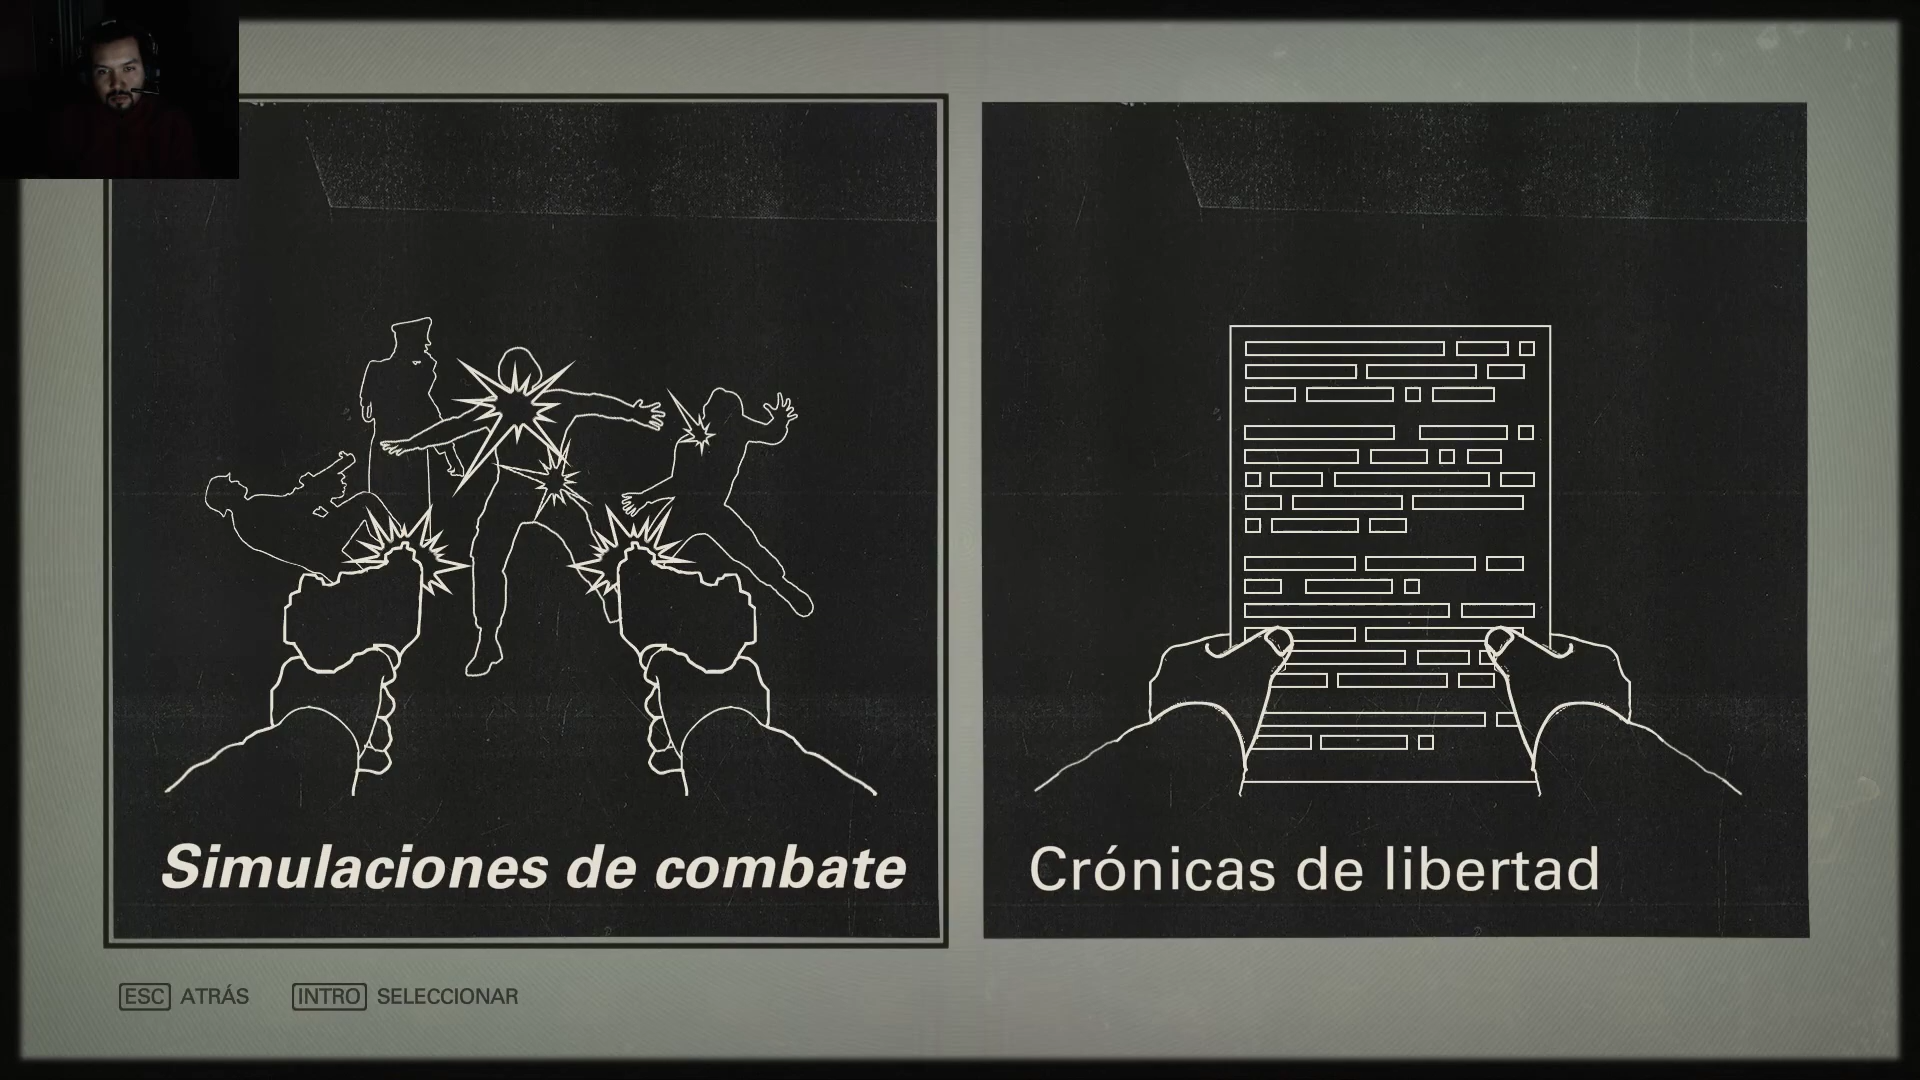 Simulaciones de combate
Crónicas de libertad
ESC ATRÁS INTRO SELECCIONAR